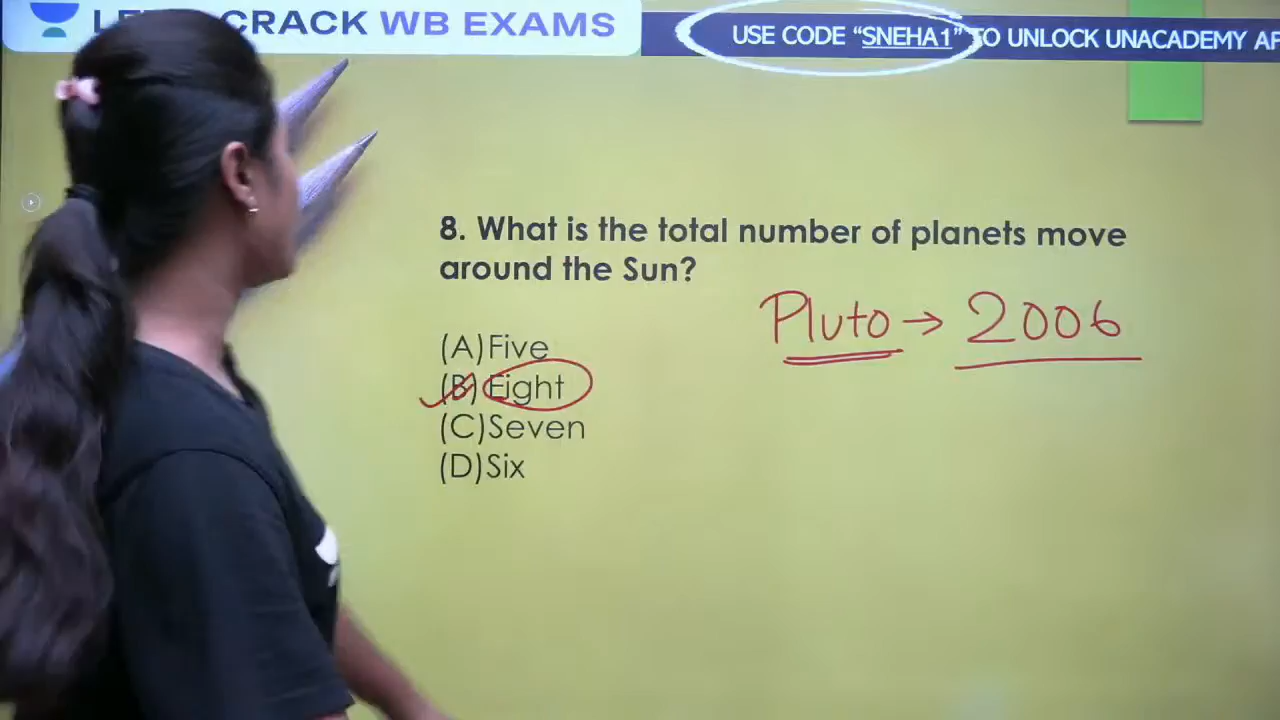 CRACK WB EXAMS
USE CODE “SNEHA1” TO UNLOCK UNACADEMY
8. What is the total number of planets move
around the Sun?
Pluto → 2006
(A)Five
(B)Eight
(C)Seven
(D)Six